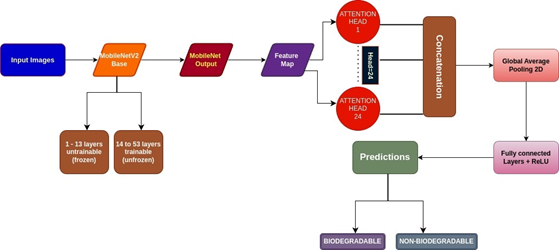 Input Images
MobileNetV2
Base
MobileNet
Output
Feature
Map
ATTENTION
HEAD
1
Head=24
ATTENTION
HEAD
24
Concatenation
Global Average
Pooling 2D
1 - 13 layers
untrainable
(frozen)
14 to 53 layers
trainable
(unfrozen)
Fully connected
Layers + ReLU
Predictions
BIODEGRADABLE
NON-BIODEGRADABLE